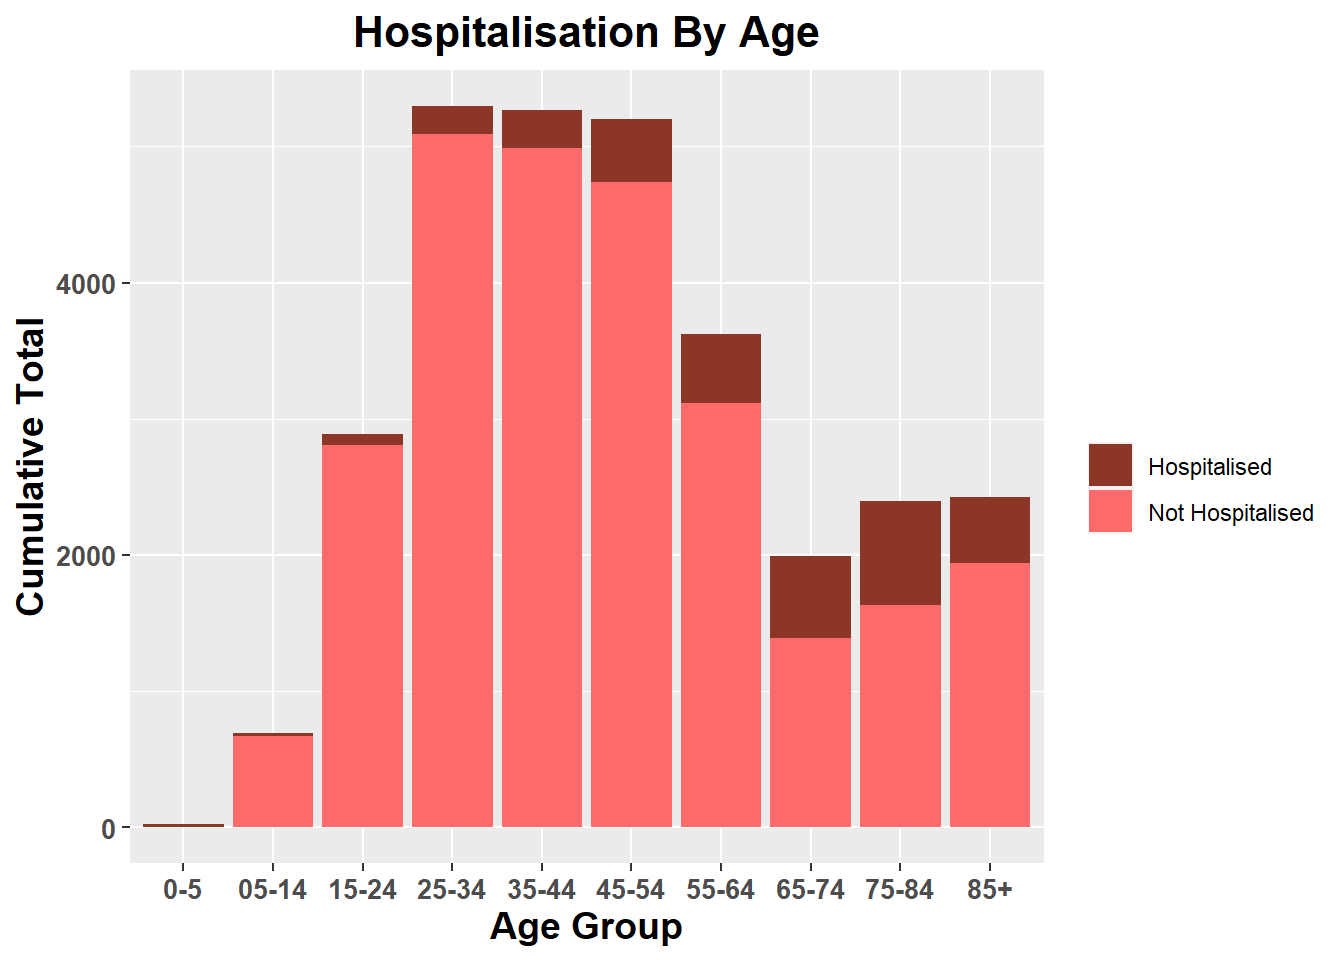 Hospitalisation By Age
Cumulative Total
4000
2000
0
0-5 05-14 15-24 25-34 35-44 45-54 55-64 65-74 75-84 85+
Age Group
Hospitalised
Not Hospitalised